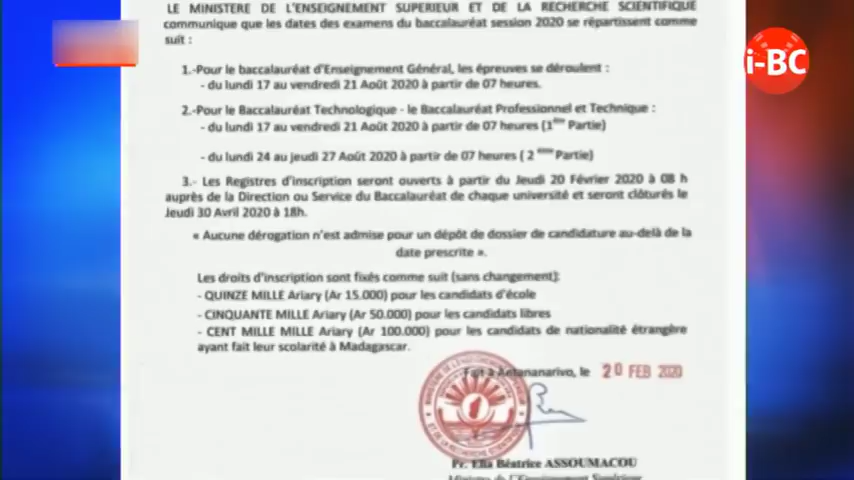 LE MINISTERE DE L'ENSEIGNEMENT SUPERIEUR ET DE LA RECHERCHE SCIENTIFIQUE
communique que les dates des examens du baccalauréat session 2020 se répartissent comme
suit :
1.-Pour le baccalauréat d'Enseignement Général, les épreuves se déroulent :
- du lundi 17 au vendredi 21 Août 2020 à partir de 07 heures.
2.-Pour le Baccalauréat Technologique - le Baccalauréat Professionnel et Technique :
- du lundi 17 au vendredi 21 Août 2020 à partir de 07 heures (1ère Partie)
- du lundi 24 au jeudi 27 Août 2020 à partir de 07 heures ( 2 ème Partie)
3.- Les Registres d'inscription seront ouverts à partir du Jeudi 20 Février 2020 à 08 h
auprès de la Direction ou Service du Baccalauréat de chaque université et seront clôturés le
Jeudi 30 Avril 2020 à 18h.
« Aucune dérogation n'est admise pour un dépôt de dossier de candidature au-delà de la
date prescrite ».
Les droits d'inscription sont fixés comme suit (sans changement):
- QUINZE MILLE Ariary (Ar 15.000) pour les candidats d'école
- CINQUANTE MILLE Ariary (Ar 50.000) pour les candidats libres
- CENT MILLE MILLE Ariary (Ar 100.000) pour les candidats de nationalité étrangère
ayant fait leur scolarité à Madagascar.
Fait à Antananarivo, le 20 FEB 2020
Pr. Elia Béatrice ASSOUMACOU
i-BC